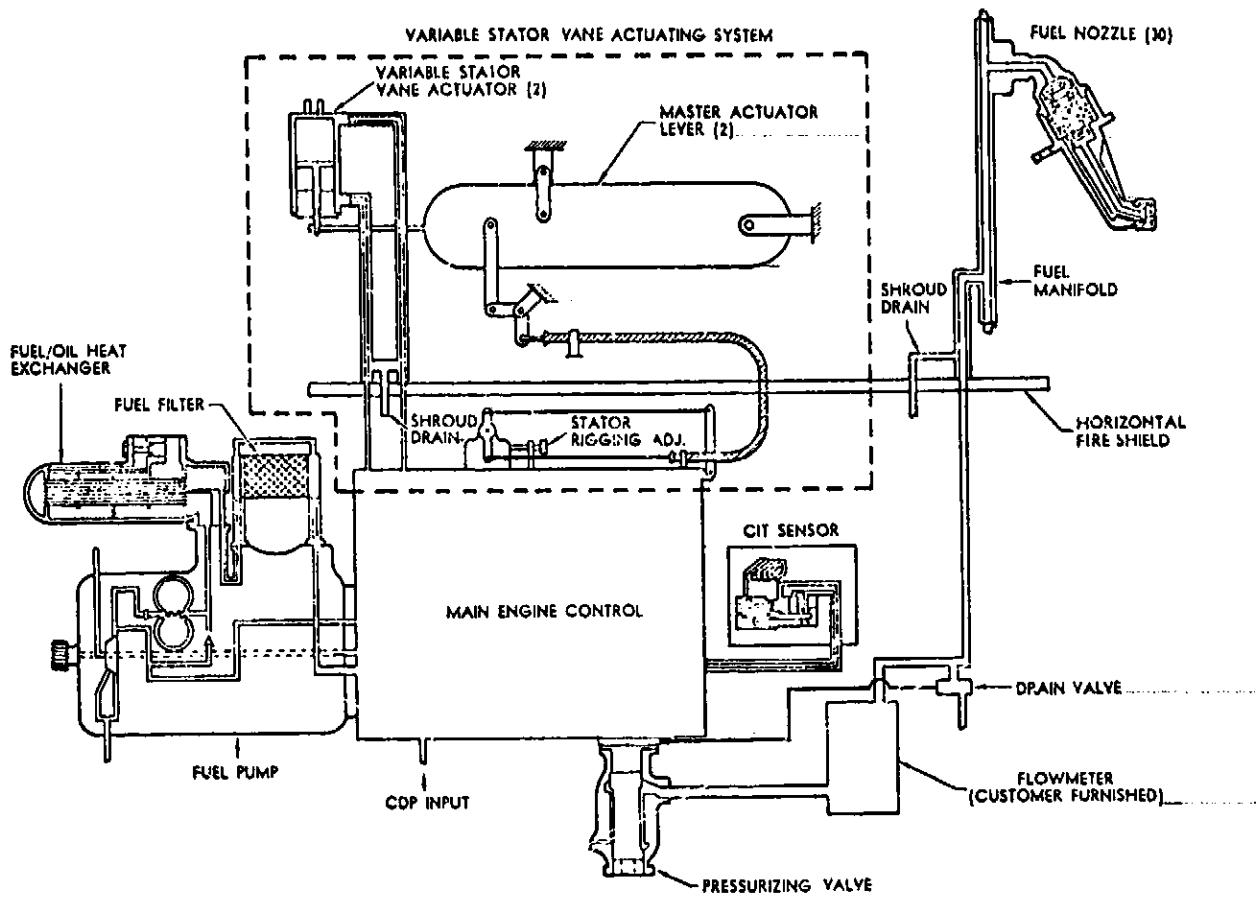 VARIABLE STATOR VANE ACTUATING SYSTEM
FUEL NOZZLE (30)
VARIABLE STATOR
VANE ACTUATOR (2)
MASTER ACTUATOR
LEVER (2)
SHROUD
DRAIN
FUEL
MANIFOLD
FUEL/OIL HEAT
EXCHANGER
FUEL FILTER
SHROUD
DRAIN
STATOR
RIGGING ADJ.
HORIZONTAL
FIRE SHIELD
CIT SENSOR
MAIN ENGINE CONTROL
DRAIN VALVE
FUEL PUMP
CDP INPUT
FLOWMETER
(CUSTOMER FURNISHED)
PRESSURIZING VALVE